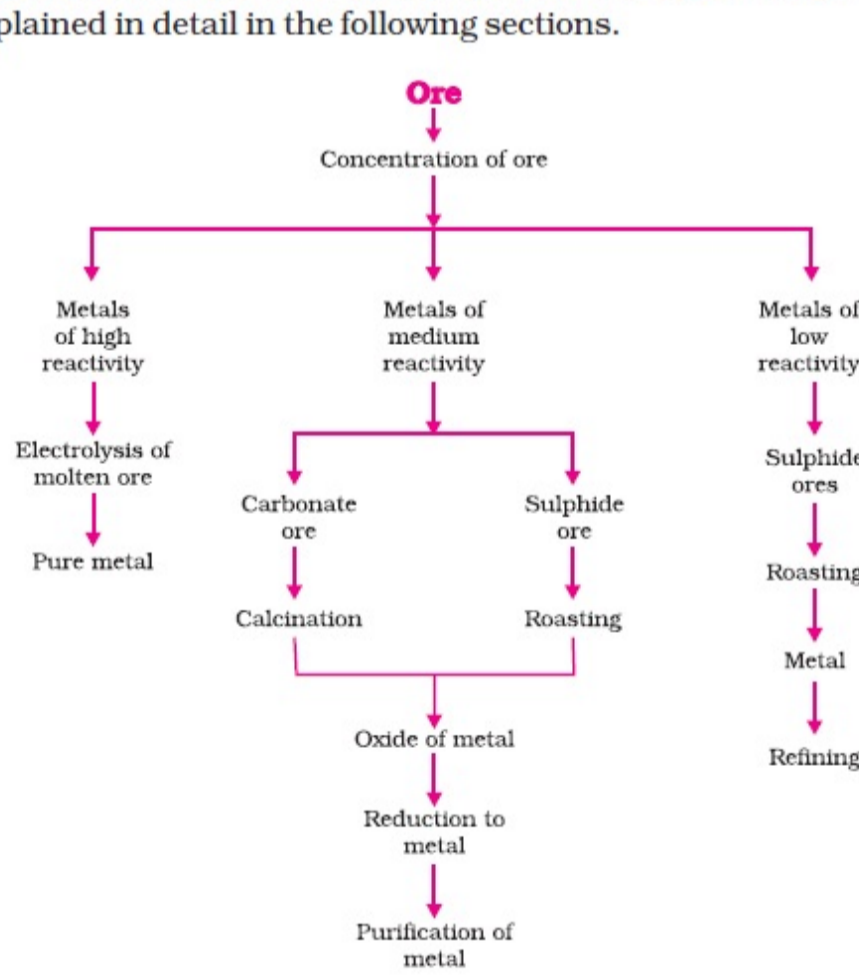 plained in detail in the following sections.
Ore
Concentration of ore
Metals
of high
reactivity
Electrolysis of
molten ore
Pure metal
Metals of
medium
reactivity
Carbonate
ore
Calcination
Sulphide
ore
Roasting
Oxide of metal
Reduction to
metal
Purification of
metal
Metals of
low
reactivity
Sulphide
ores
Roasting
Metal
Refining